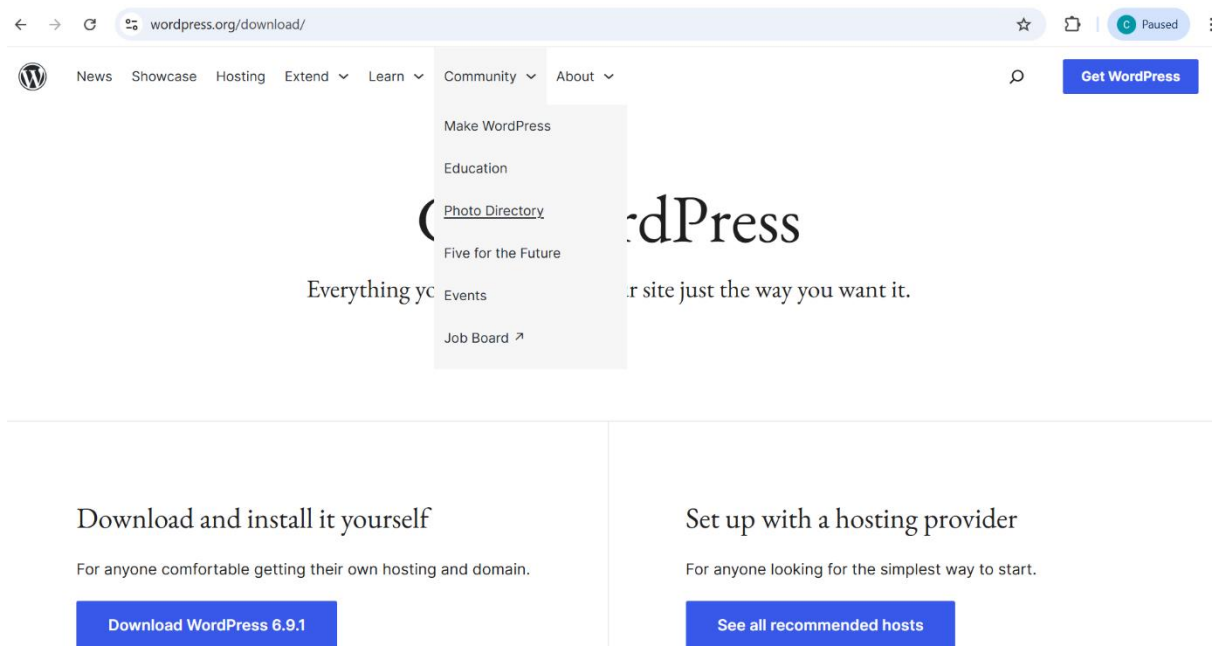 wordpress.org/download/
C Paused
News Showcase Hosting Extend Learn Community About
Get WordPress
Make WordPress
Education
Photo Directory
Five for the Future
Events
Job Board ↗
rdPress
Everything
site just the way you want it.
Download and install it yourself
Set up with a hosting provider
For anyone comfortable getting their own hosting and domain.
For anyone looking for the simplest way to start.
Download WordPress 6.9.1
See all recommended hosts